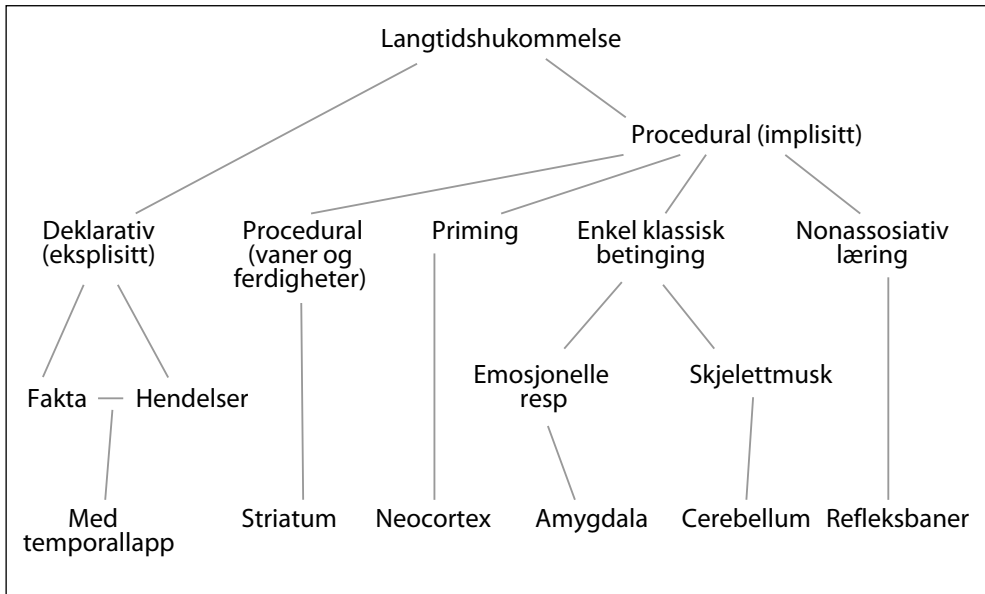 Langtidshukommelse
Procedural (implisitt)
Deklarativ
(eksplisitt)
Procedural
(vaner og
ferdigheter)
Priming
Enkel klassisk
betinging
Nonassosiativ
læring
Fakta
Hendelser
Emosjonelle
resp
Skjelettmusk
Med
temporallapp
Striatum
Neocortex
Amygdala
Cerebellum
Refleksbaner